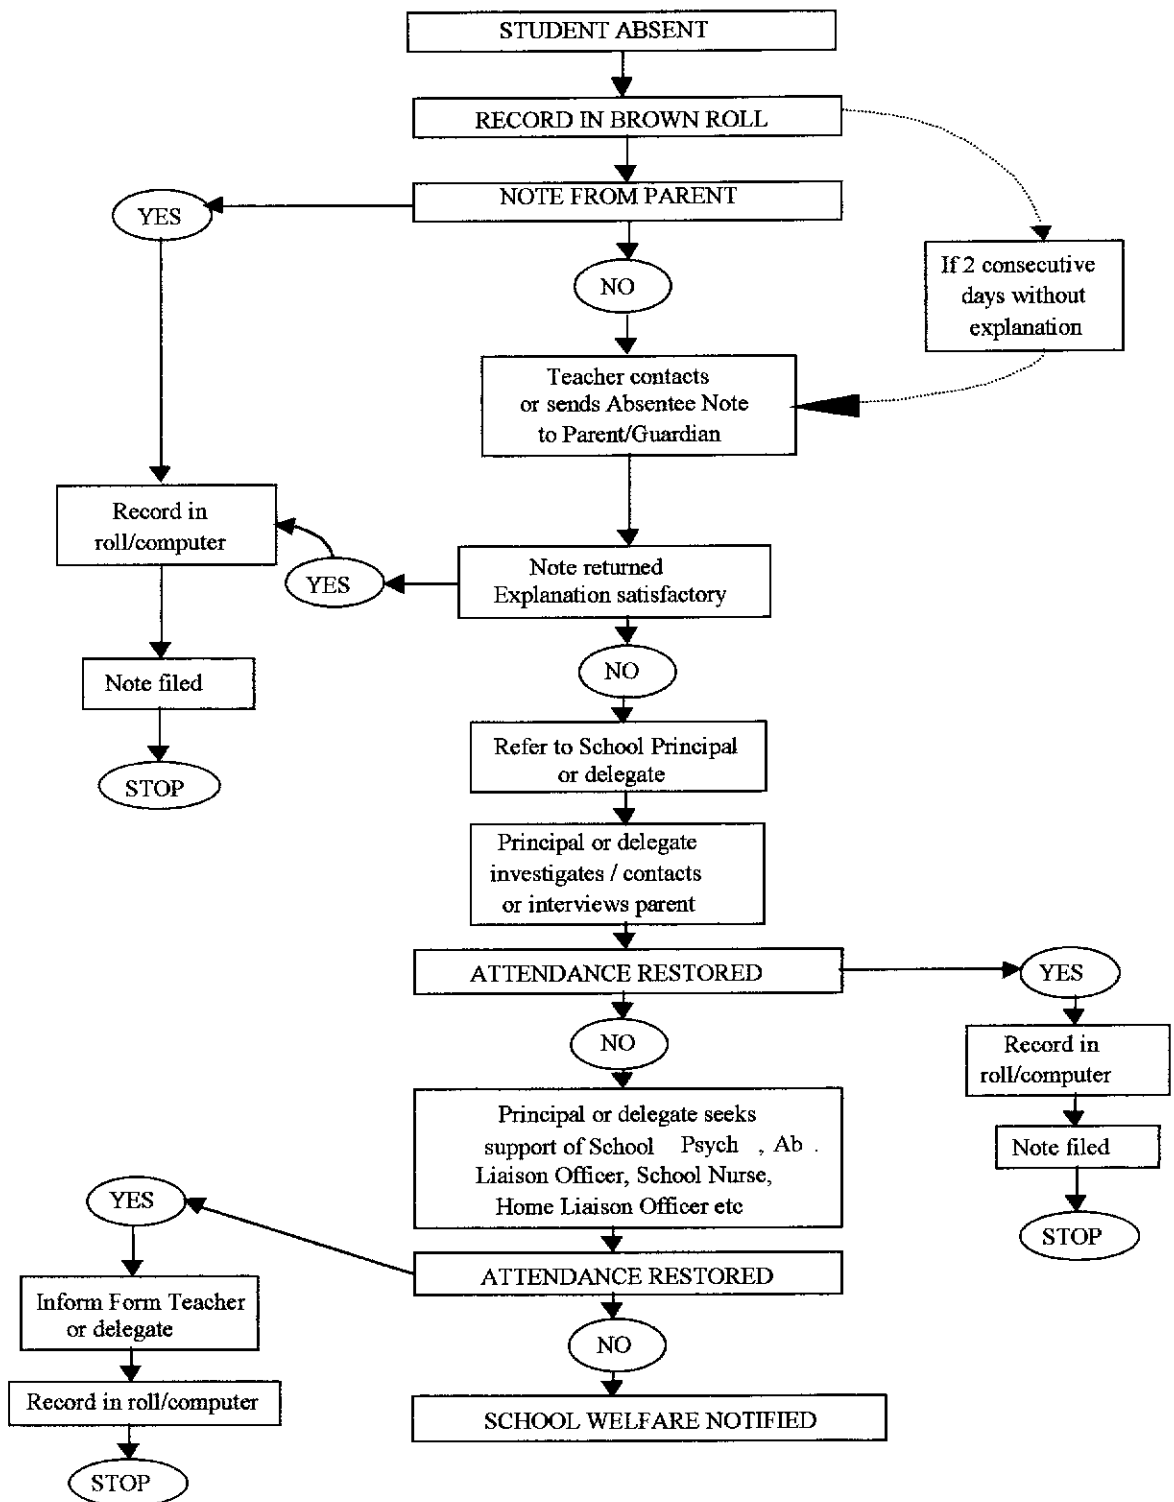 STUDENT ABSENT
RECORD IN BROWN ROLL
NOTE FROM PARENT
YES
NO
If 2 consecutive
days without
explanation
Teacher contacts
or sends Absentee Note
to Parent/Guardian
Record in
roll/computer
YES
Note returned
Explanation satisfactory
NO
Note filed
STOP
Refer to School Principal
or delegate
Principal or delegate
investigates / contacts
or interviews parent
ATTENDANCE RESTORED
YES
NO
Record in
roll/computer
Note filed
STOP
Principal or delegate seeks
support of School Psych , Ab .
Liaison Officer, School Nurse,
Home Liaison Officer etc
YES
ATTENDANCE RESTORED
Inform Form Teacher
or delegate
NO
Record in roll/computer
SCHOOL WELFARE NOTIFIED
STOP